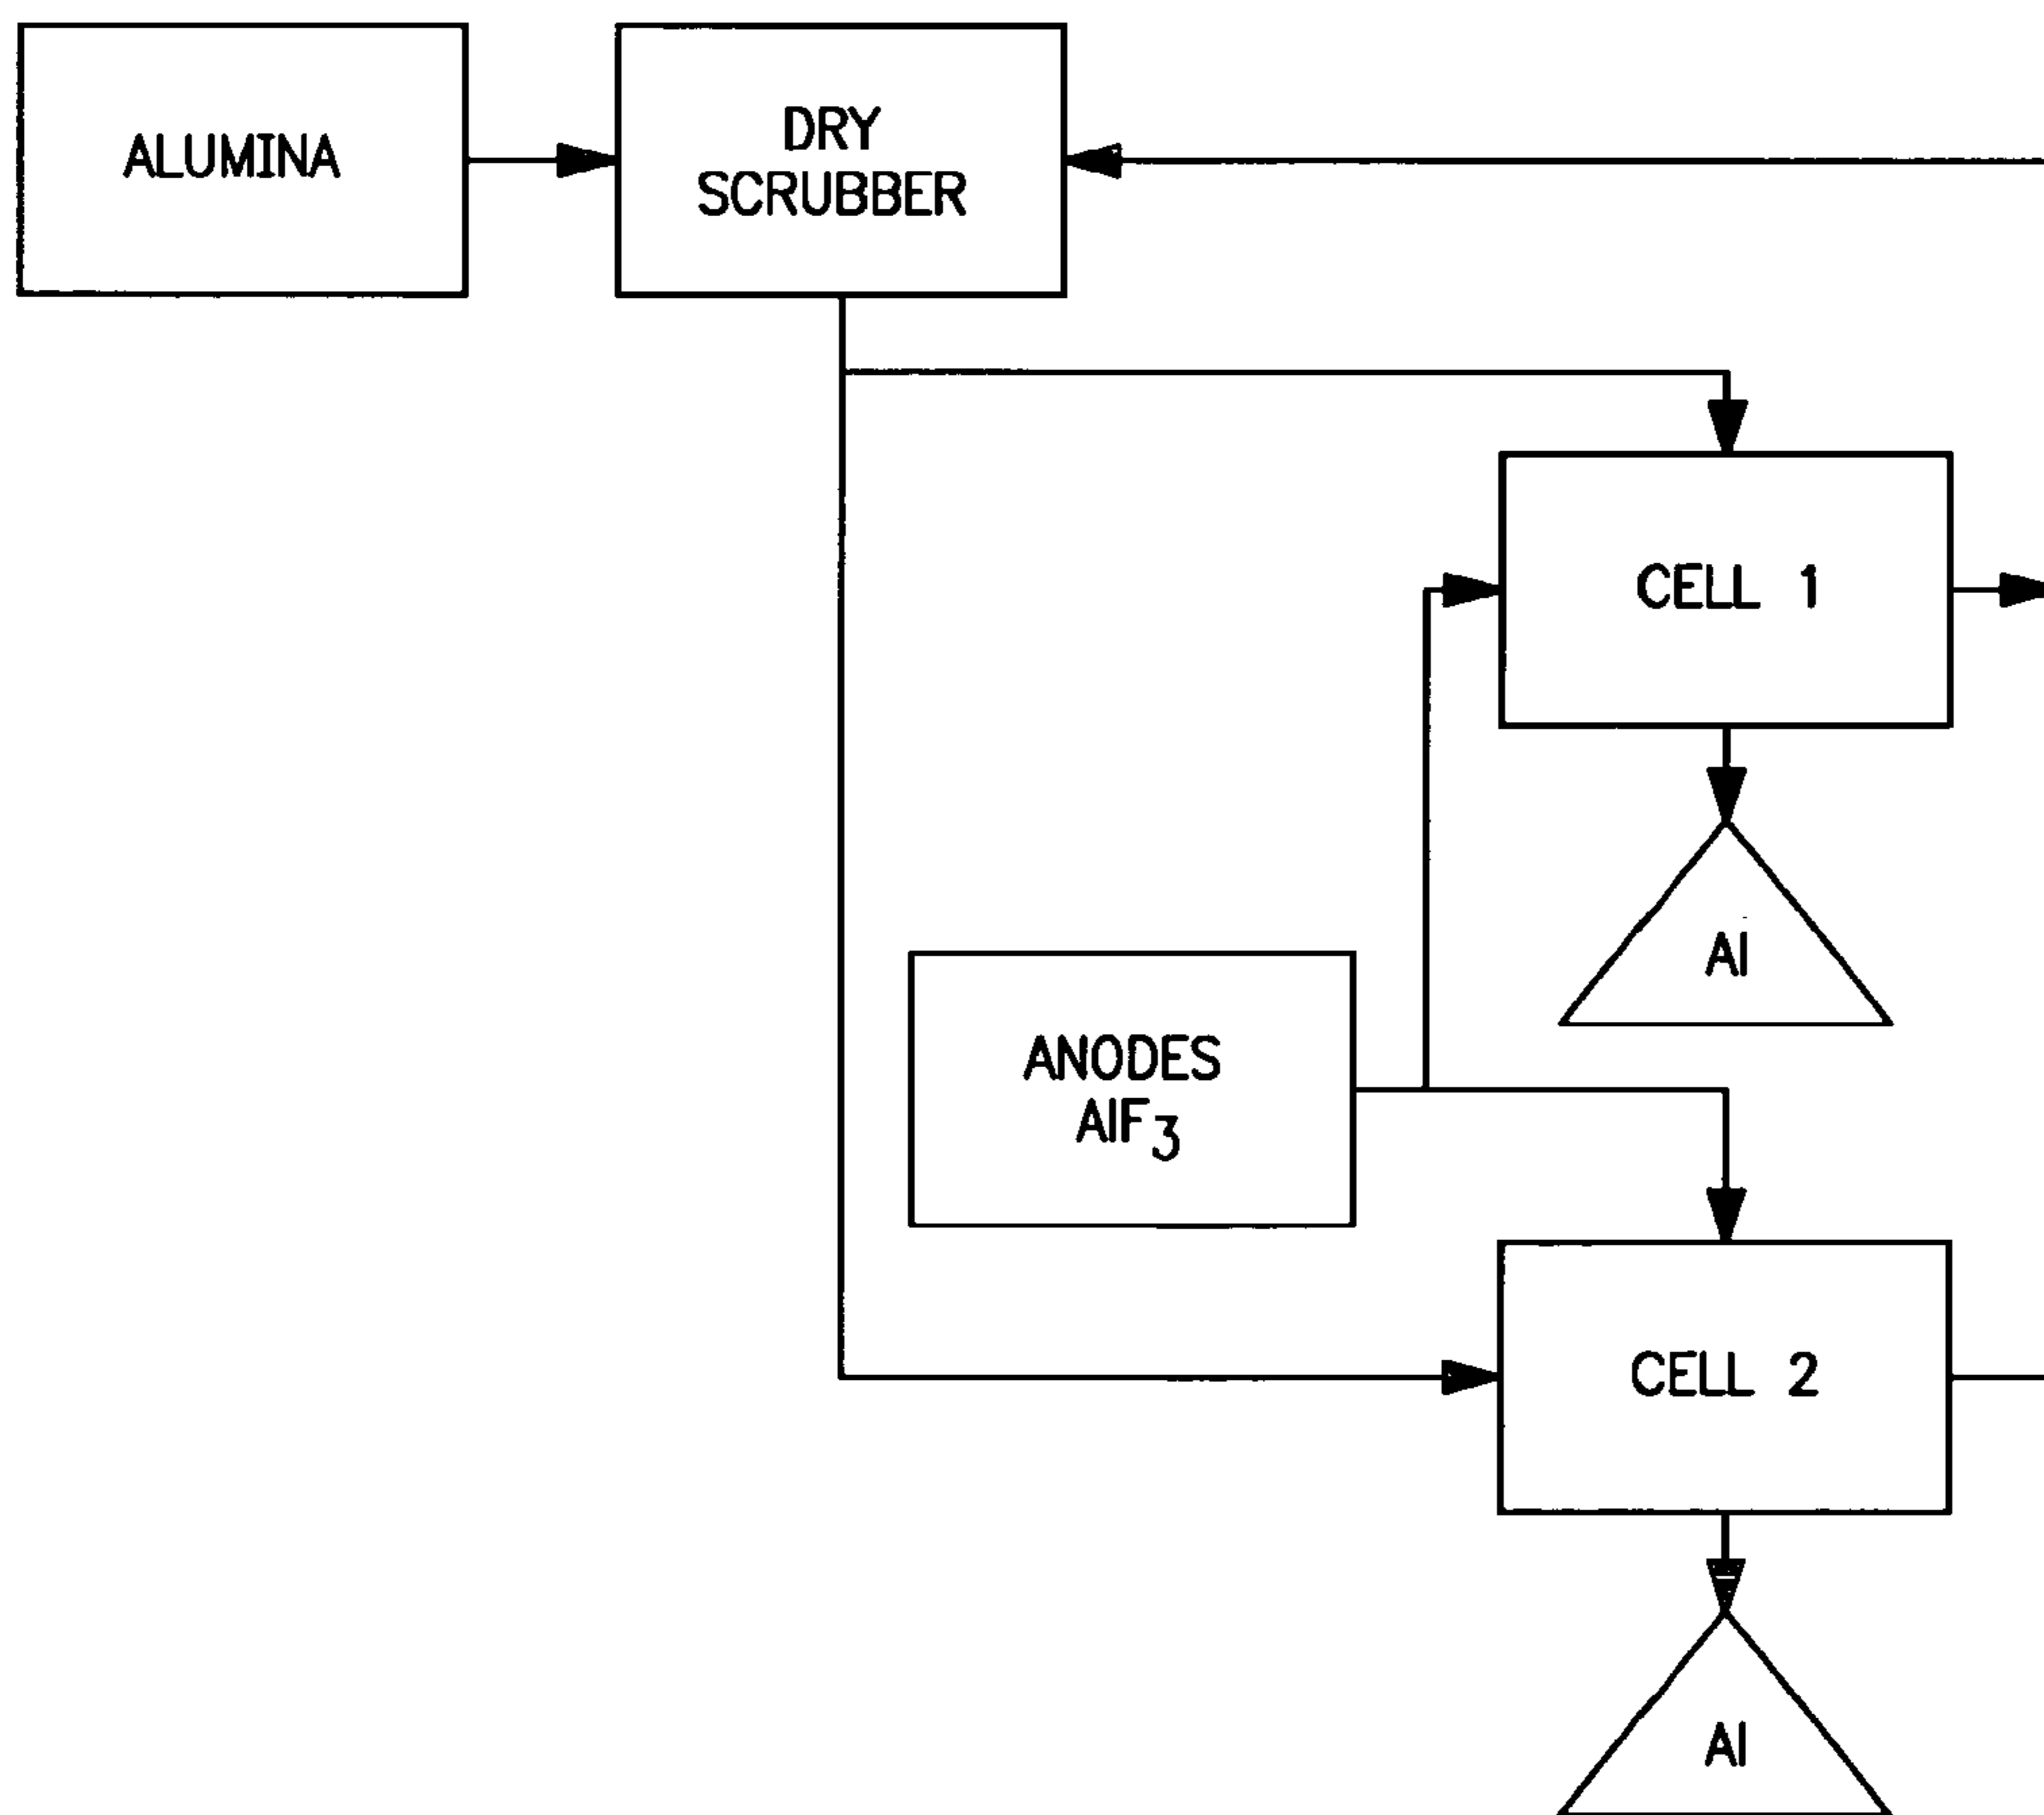 ALUMINA
DRY
SCRUBBER
CELL 1
Al
ANODES
AlF3
CELL 2
Al